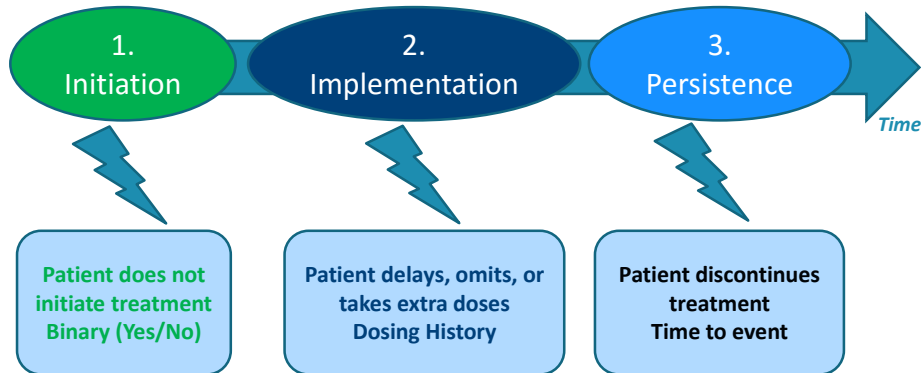 1.
Initiation
2.
Implementation
3.
Persistence
Time
Patient does not
initiate treatment
Binary (Yes/No)
Patient delays, omits, or
takes extra doses
Dosing History
Patient discontinues
treatment
Time to event